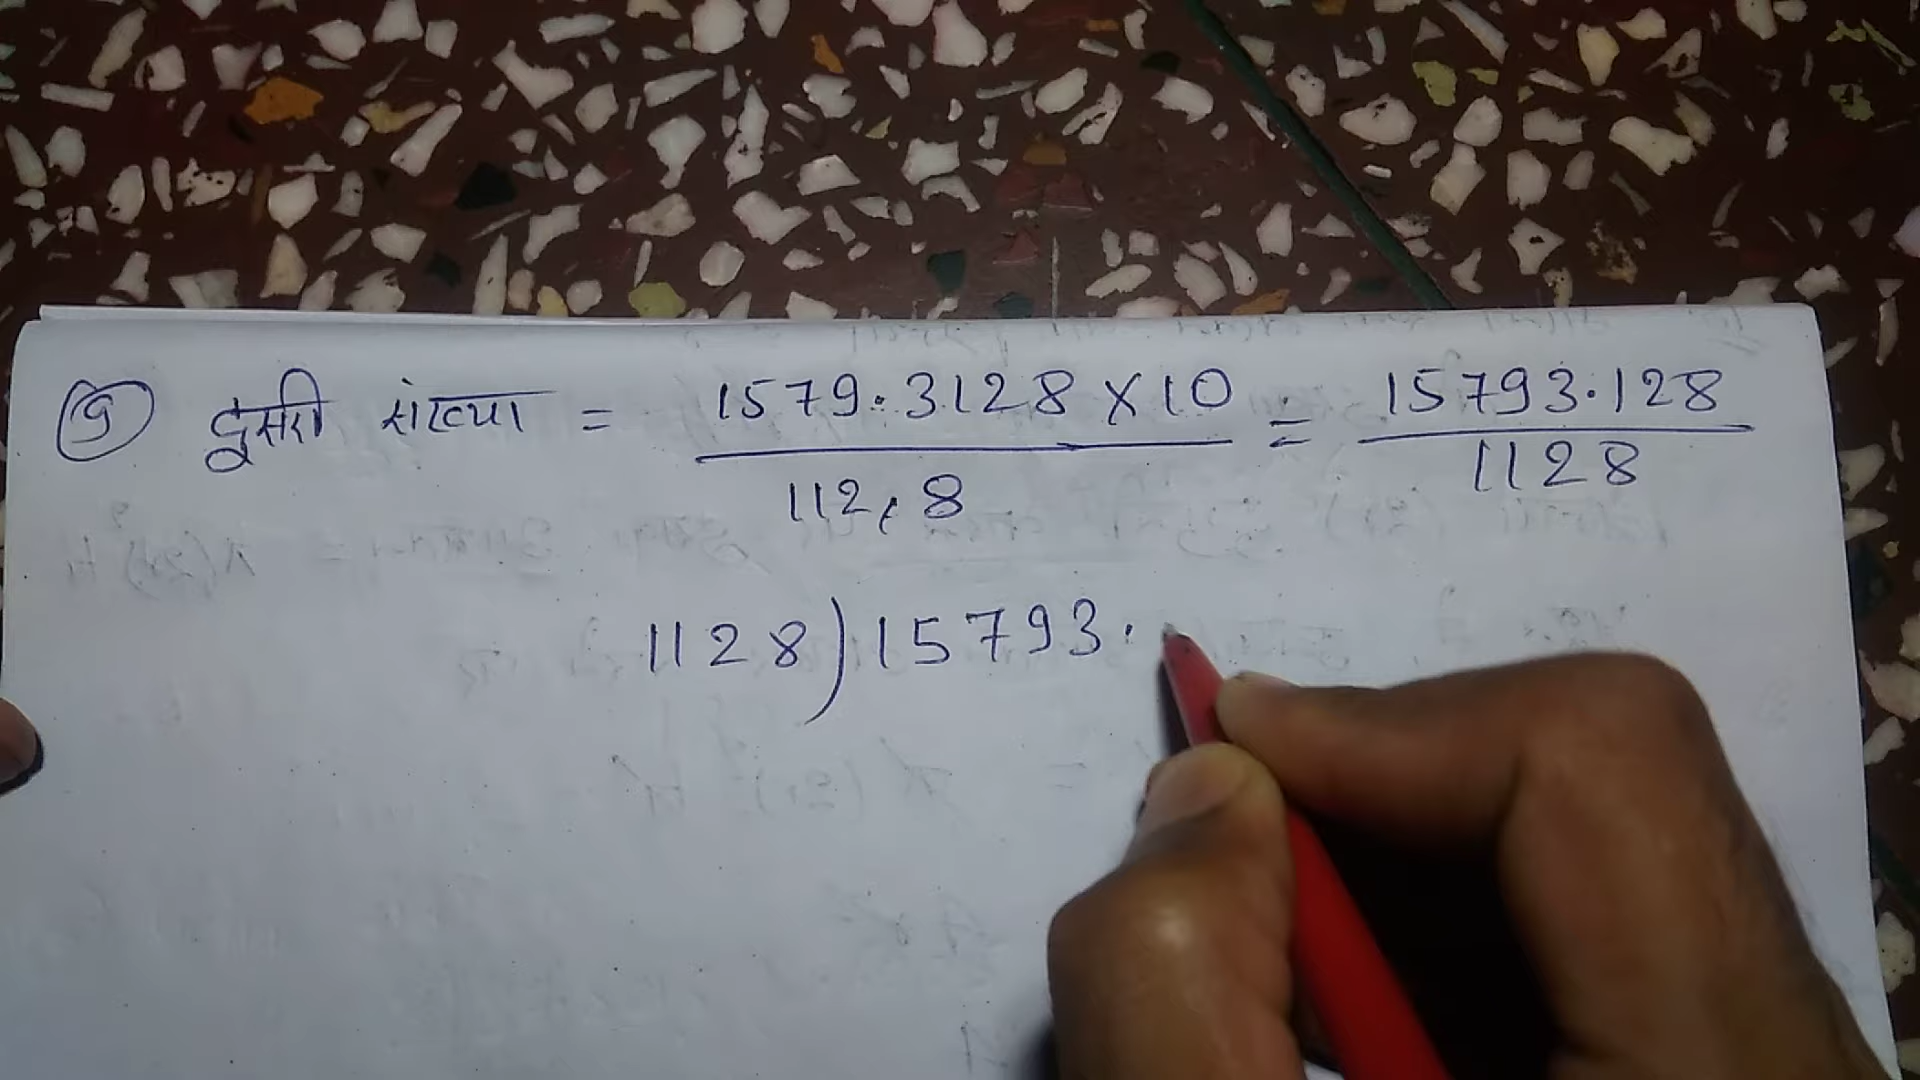 9 दूसरी संख्या = 1579.3128 X 10 / 112.8 = 15793.128 / 1128
1128)15793.